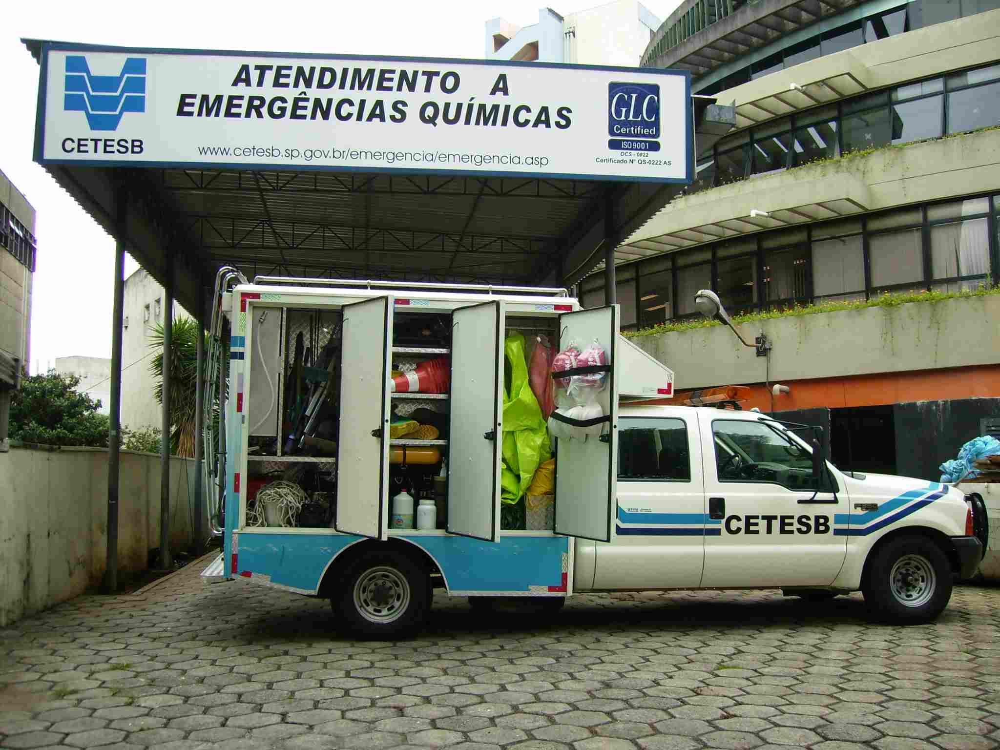 ATENDIMENTO A
EMERGÊNCIAS QUÍMICAS
CETESB
www.cetesb.sp.gov.br/emergencia/emergencia.asp
GLC
Certified
ISO9001
OCS - 0022
Certificado Nº QS-0222 AS
CETESB